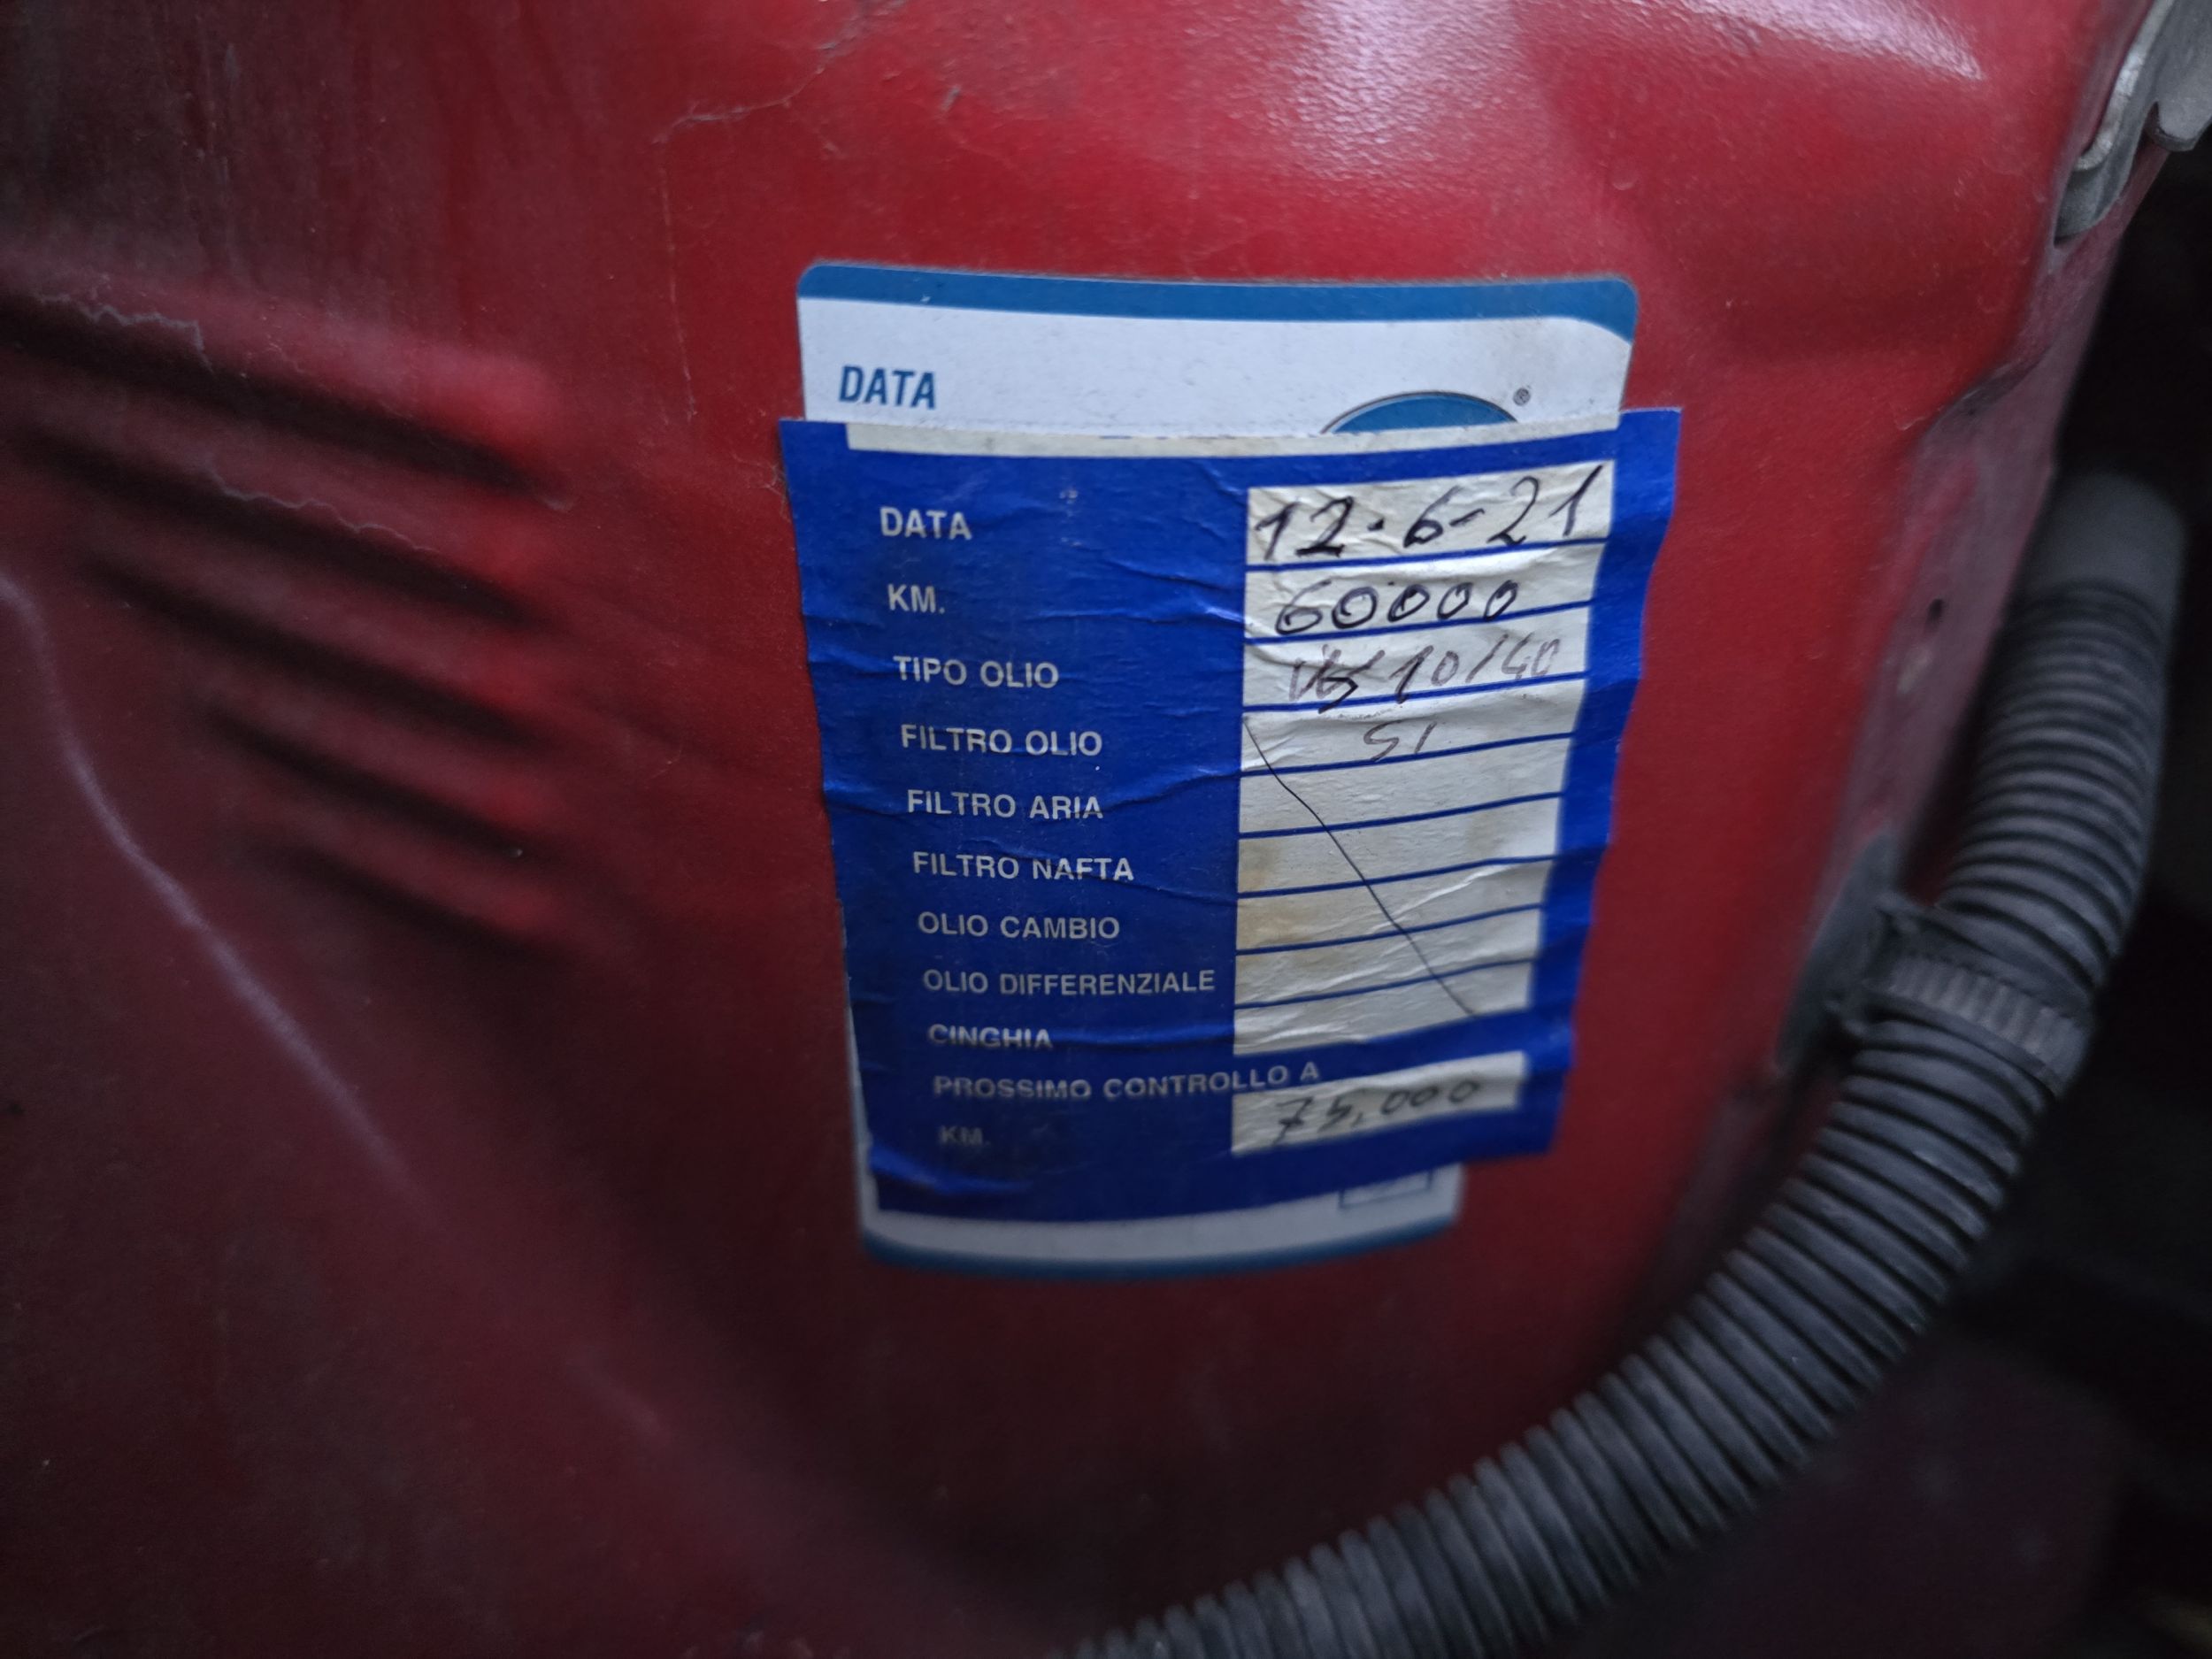 DATA
®
DATA 12-6-21
KM. 60000
TIPO OLIO 10/40
FILTRO OLIO SI
FILTRO ARIA
FILTRO NAFTA
OLIO CAMBIO
OLIO DIFFERENZIALE
CINGHIA
PROSSIMO CONTROLLO A
KM. 75.000